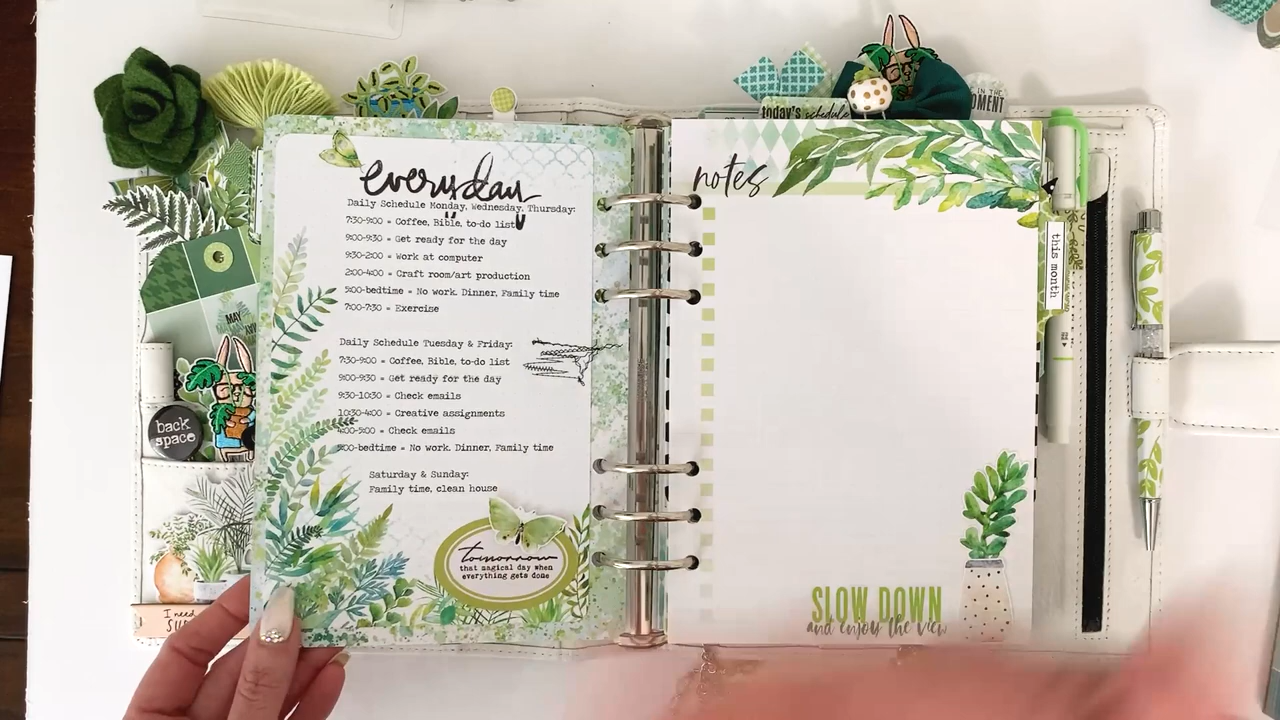 everyday
Daily Schedule Monday, Wednesday, Thursday:
7:30-9:00 = Coffee, Bible, to-do list
9:00-9:30 = Get ready for the day
9:30-2:00 = Work at computer
2:00-4:00 = Craft room/art production
5:00-bedtime = No work. Dinner, Family time
7:00-7:30 = Exercise
Daily Schedule Tuesday & Friday:
7:30-9:00 = Coffee, Bible, to-do list
9:00-9:30 = Get ready for the day
9:30-10:30 = Check emails
10:30-4:00 = Creative assignments
4:00-5:00 = Check emails
5:00-bedtime = No work. Dinner, Family time
Saturday & Sunday:
Family time, clean house
tomorrow
that magical day when
everything gets done
MAY
back
space
I need
today's schedule
IN THE
MOMENT
notes
this month
SLOW DOWN
and enjoy the view